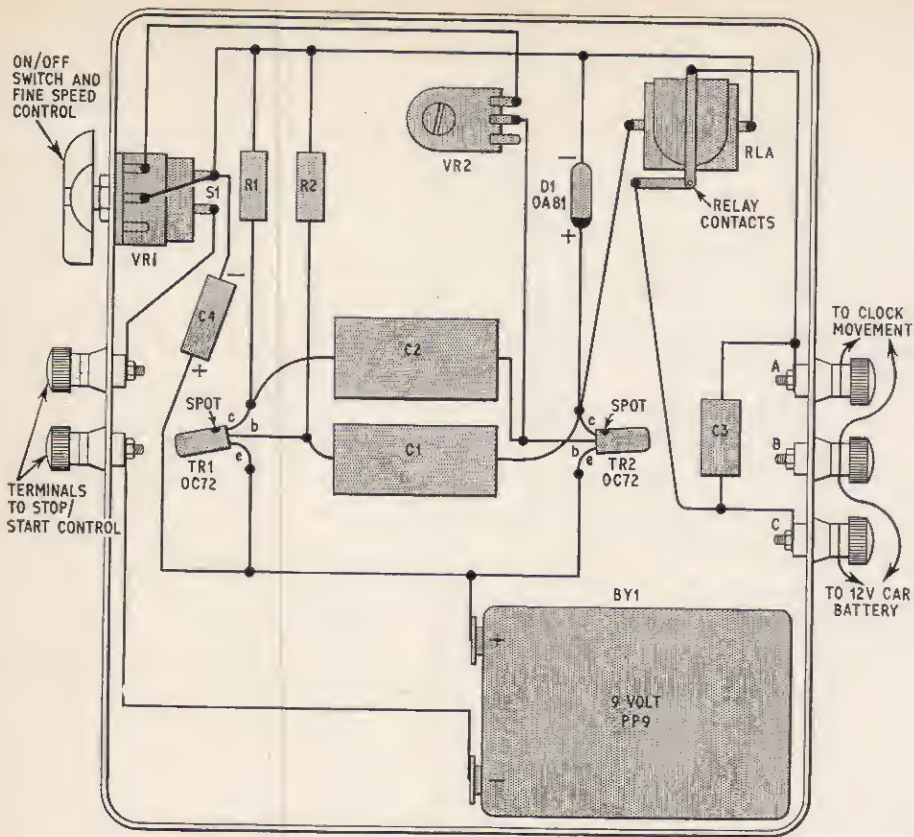 ON/OFF
SWITCH AND
FINE SPEED
CONTROL
VR1
S1
R1
R2
VR2
D1
OA81
−
+
RLA
RELAY
CONTACTS
C4
−
+
C2
C1
SPOT
c
b
e
TR1
OC72
SPOT
c
b
e
TR2
OC72
C3
TO CLOCK
MOVEMENT
A
B
C
TO 12V CAR
BATTERY
TERMINALS
TO STOP/
START CONTROL
BY1
+
9 VOLT
PP9
−